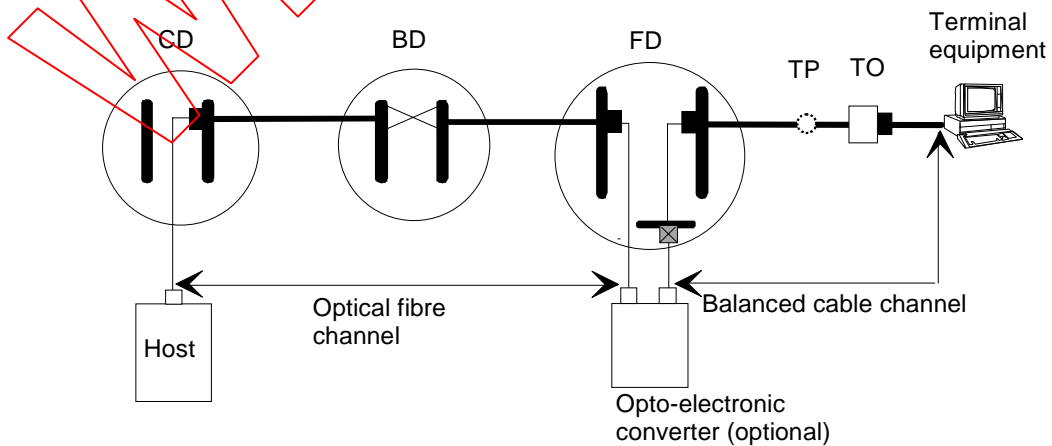 CD
BD
FD
TP
TO
Terminal
equipment
Optical fibre
channel
Balanced cable channel
Host
Opto-electronic
converter (optional)